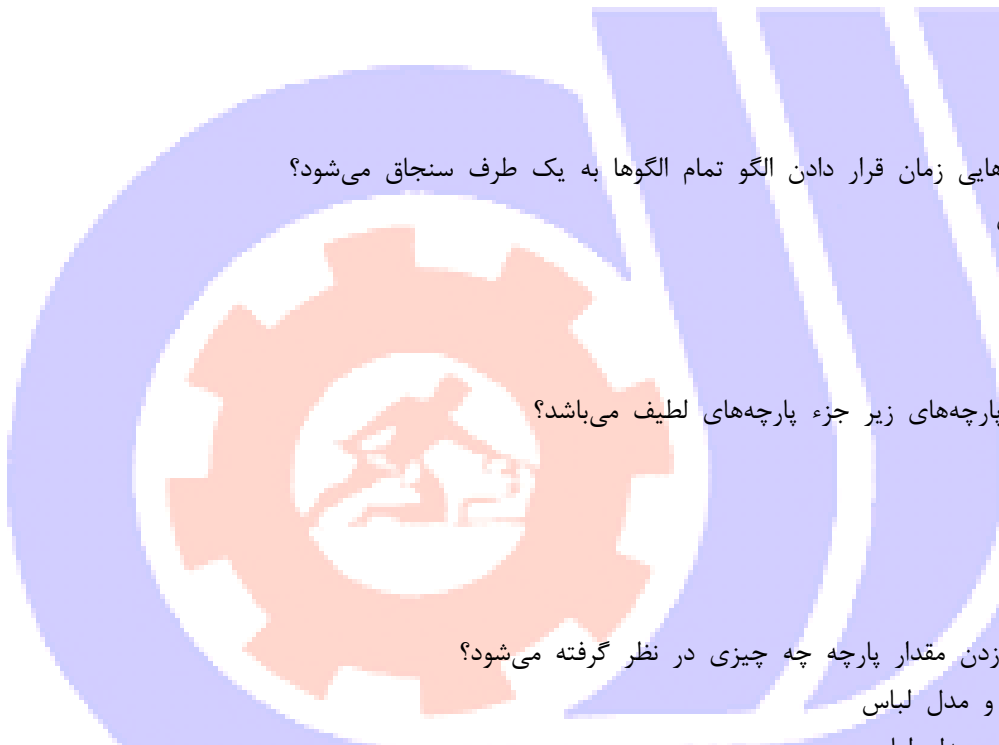 هایی زمان قرار دادن الگو تمام الگوها به یک طرف سنجاق می‌شود؟
پارچه‌های زیر جزء پارچه‌های لطیف می‌باشد؟
زدن مقدار پارچه چه چیزی در نظر گرفته می‌شود؟
و مدل لباس